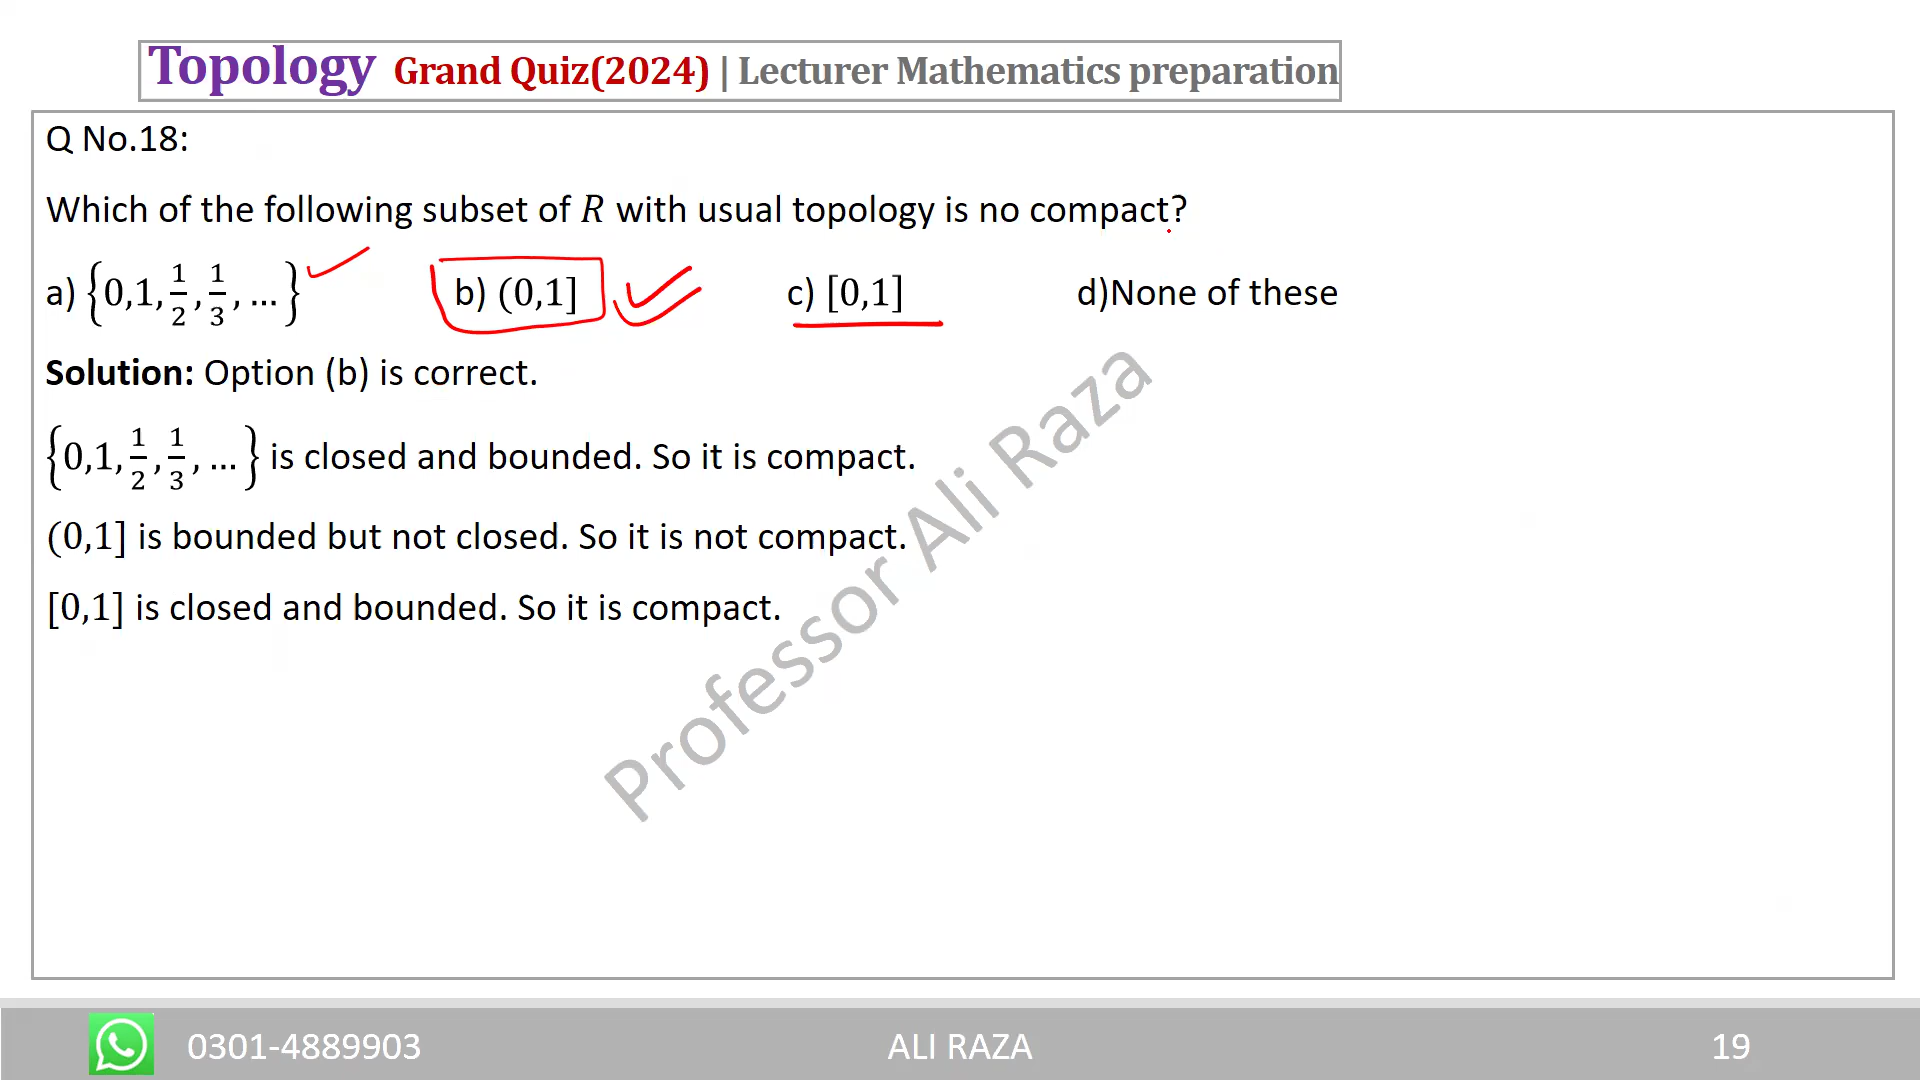 Topology Grand Quiz(2024) | Lecturer Mathematics preparation
Q No.18:
Which of the following subset of R with usual topology is no compact?
a) {0,1,1/2,1/3,...} b) (0,1] c) [0,1] d)None of these
Solution: Option (b) is correct.
{0,1,1/2,1/3,...} is closed and bounded. So it is compact.
(0,1] is bounded but not closed. So it is not compact.
[0,1] is closed and bounded. So it is compact.
Professor Ali Raza
0301-4889903 ALI RAZA 19